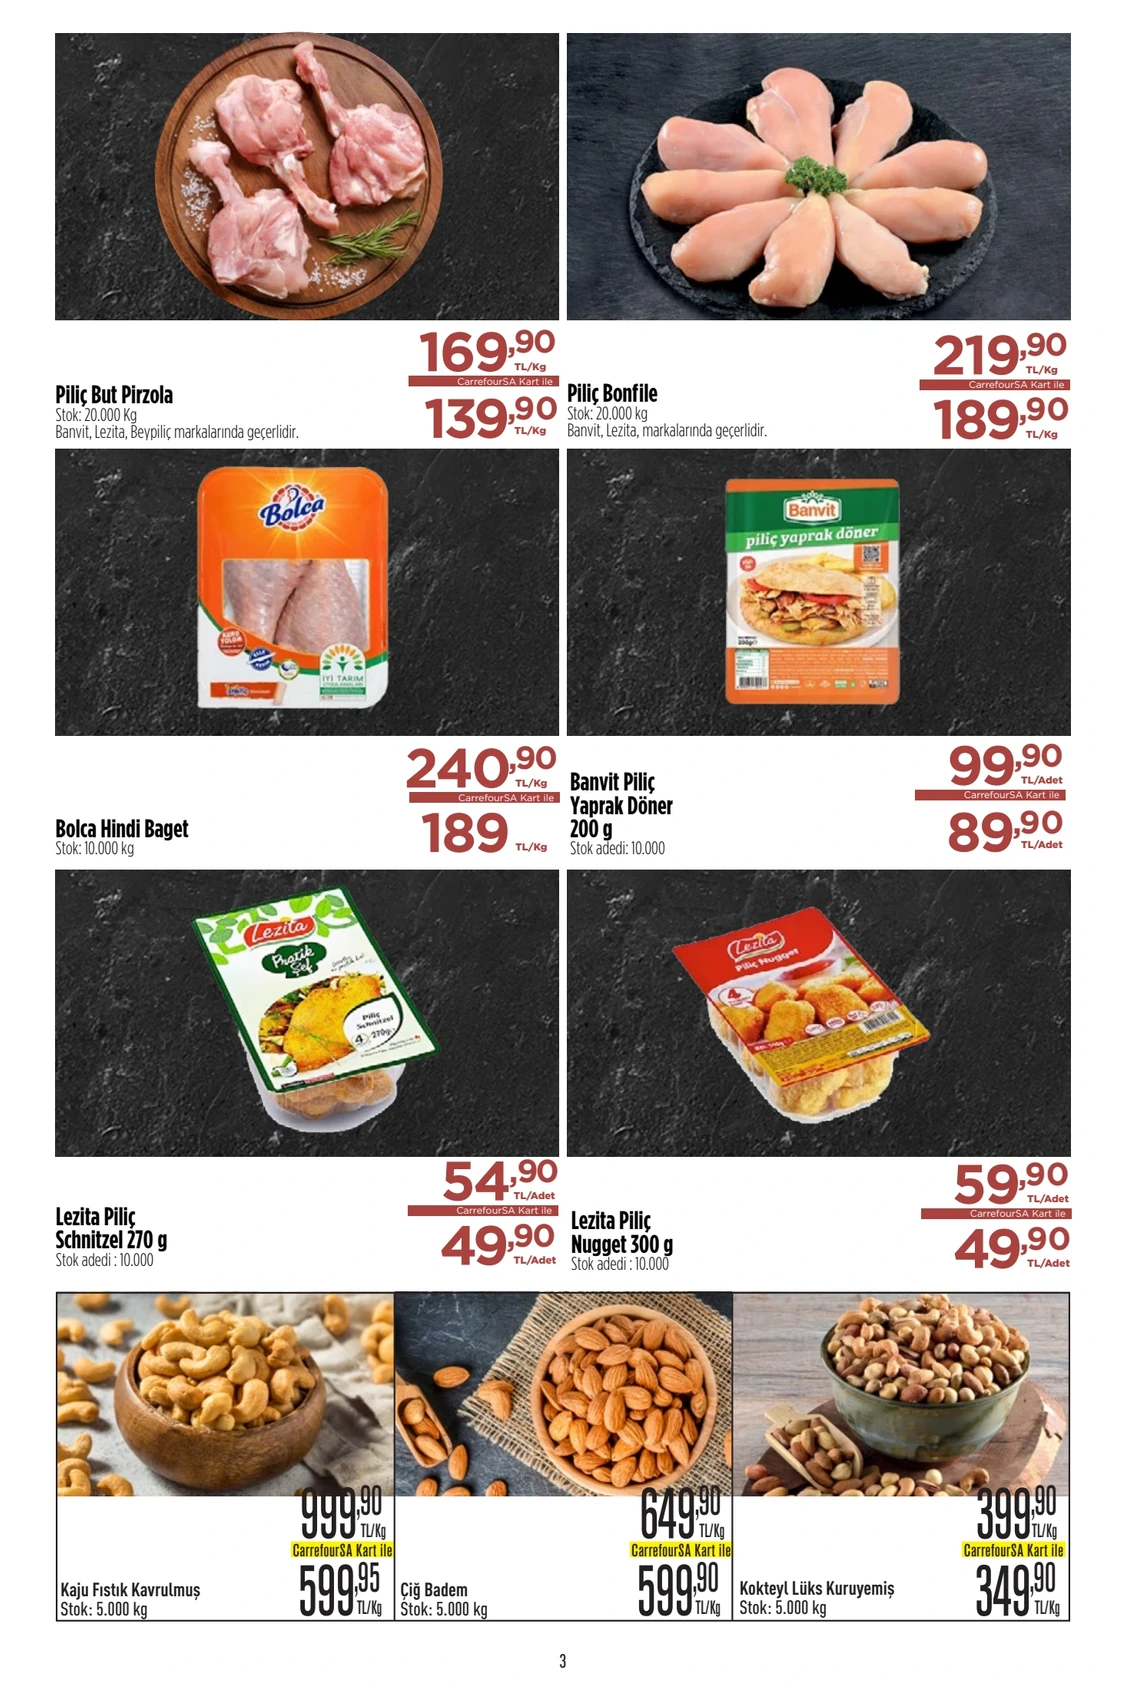 169,90
TL/Kg
CarrefourSA Kart ile
Piliç But Pirzola
139,90
TL/Kg
Stok: 20.000 Kg
Banvit, Lezita, Beypiliç markalarında geçerlidir.
219,90
TL/Kg
CarrefourSA Kart ile
Piliç Bonfile
189,90
TL/Kg
Stok: 20.000 kg
Banvit, Lezita, markalarında geçerlidir.
Bolca
İYİ TARIM
240,90
TL/Kg
CarrefourSA Kart ile
Bolca Hindi Baget
189
TL/Kg
Stok: 10.000 kg
Banvit
piliç yaprak döner
200g
99,90
TL/Adet
CarrefourSA Kart ile
Banvit Piliç
Yaprak Döner
200 g
89,90
TL/Adet
Stok adedi: 10.000
Lezita
Pratik
Şef
Piliç
Schnitzel
4
270g
54,90
TL/Adet
CarrefourSA Kart ile
Lezita Piliç
Schnitzel 270 g
49,90
TL/Adet
Stok adedi : 10.000
Lezita
Piliç Nugget
4
59,90
TL/Adet
CarrefourSA Kart ile
Lezita Piliç
Nugget 300 g
49,90
TL/Adet
Stok adedi : 10.000
999,90
TL/Kg
CarrefourSA Kart ile
599,95
TL/Kg
Kaju Fıstık Kavrulmuş
Stok: 5.000 kg
649,90
TL/Kg
CarrefourSA Kart ile
599,90
TL/Kg
Çiğ Badem
Stok: 5.000 kg
399,90
TL/Kg
CarrefourSA Kart ile
349,90
TL/Kg
Kokteyl Lüks Kuruyemiş
Stok: 5.000 kg
3